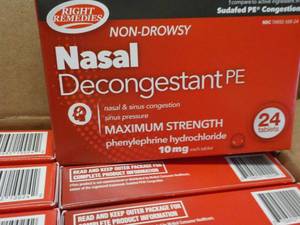 RIGHT
REMEDIES
NON-DROWSY
Sudafed PE® Congestion
Nasal
Decongestant PE
nasal & sinus congestion
sinus pressure
MAXIMUM STRENGTH
phenylephrine hydrochloride
10 mg each tablet
24
tablets
READ AND KEEP OUTER PACKAGE FOR
COMPLETE PRODUCT INFORMATION
READ AND KEEP OUTER PACKAGE FOR
COMPLETE PRODUCT INFORMATION